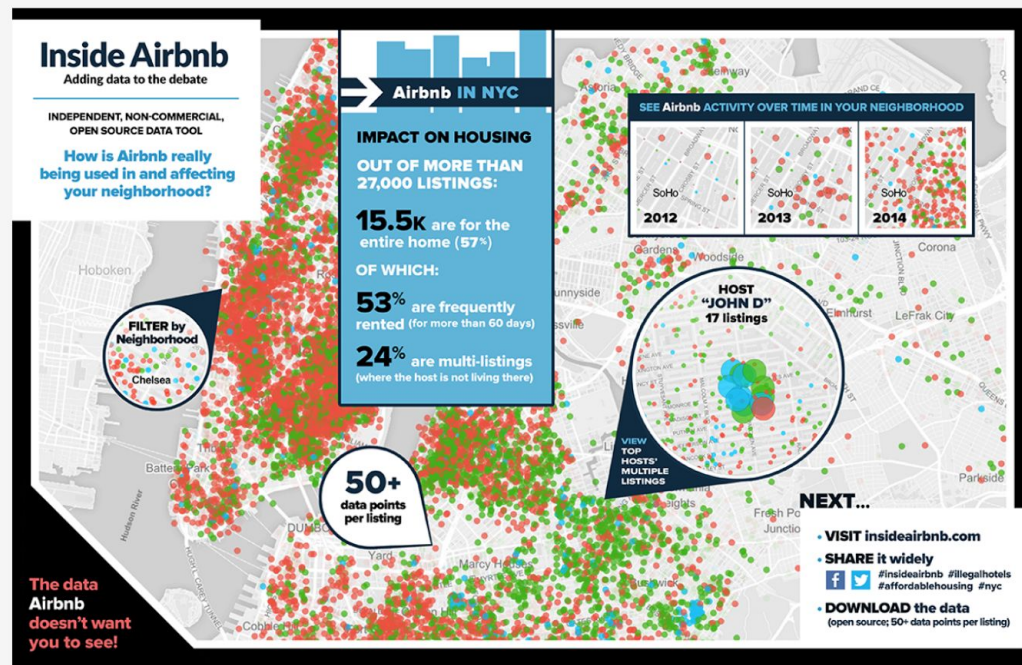 Inside Airbnb
Adding data to the debate
INDEPENDENT, NON-COMMERCIAL,
OPEN SOURCE DATA TOOL
How is Airbnb really
being used in and affecting
your neighborhood?
Airbnb IN NYC
IMPACT ON HOUSING
OUT OF MORE THAN
27,000 LISTINGS:
15.5K are for the
entire home (57%)
OF WHICH:
53% are frequently
rented (for more than 60 days)
24% are multi-listings
(where the host is not living there)
SEE Airbnb ACTIVITY OVER TIME IN YOUR NEIGHBORHOOD
SoHo
2012
SoHo
2013
SoHo
2014
Astoria
Woodside
Corona
Elmhurst
LeFrak City
Hoboken
FILTER by
Neighborhood
Chelsea
HOST
"JOHN D"
17 listings
VIEW
TOP
HOSTS'
MULTIPLE
LISTINGS
50+
data points
per listing
Hudson River
HUGH L CAREY TUNNEL
DUMBO
Yard
Marcy Houses
Parkside
NEXT...
• VISIT insideairbnb.com
• SHARE it widely
#insideairbnb #illegalhotels
#affordablehousing #nyc
• DOWNLOAD the data
(open source; 50+ data points per listing)
The data
Airbnb
doesn't want
you to see!